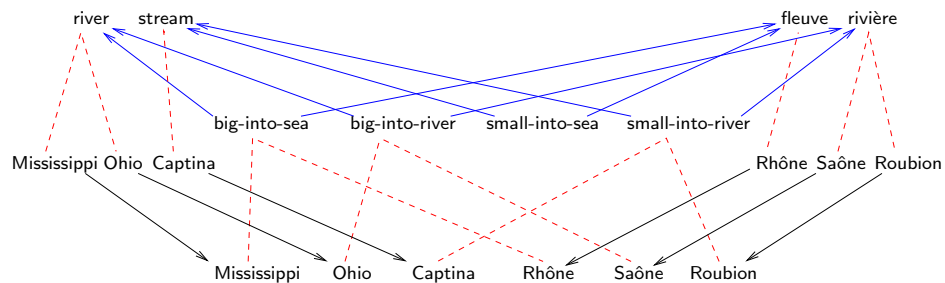 river stream fleuve rivière
big-into-sea big-into-river small-into-sea small-into-river
Mississippi Ohio Captina Rhône Saône Roubion
Mississippi Ohio Captina Rhône Saône Roubion